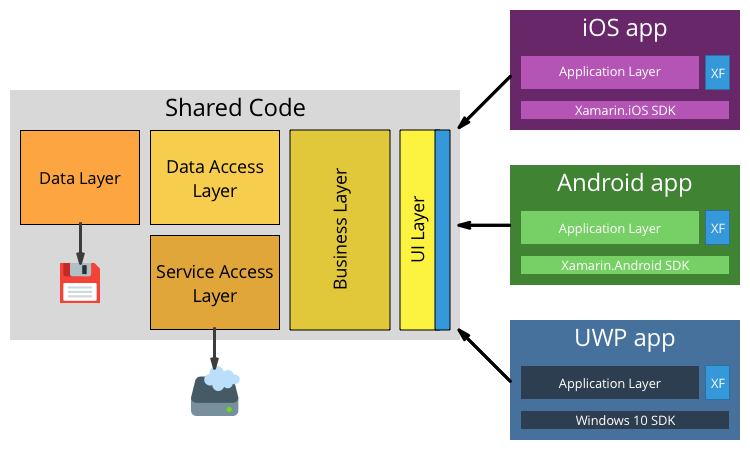 Shared Code
Data Layer
Data Access
Layer
Service Access
Layer
Business Layer
UI Layer
iOS app
Application Layer
XF
Xamarin.iOS SDK
Android app
Application Layer
XF
Xamarin.Android SDK
UWP app
Application Layer
XF
Windows 10 SDK